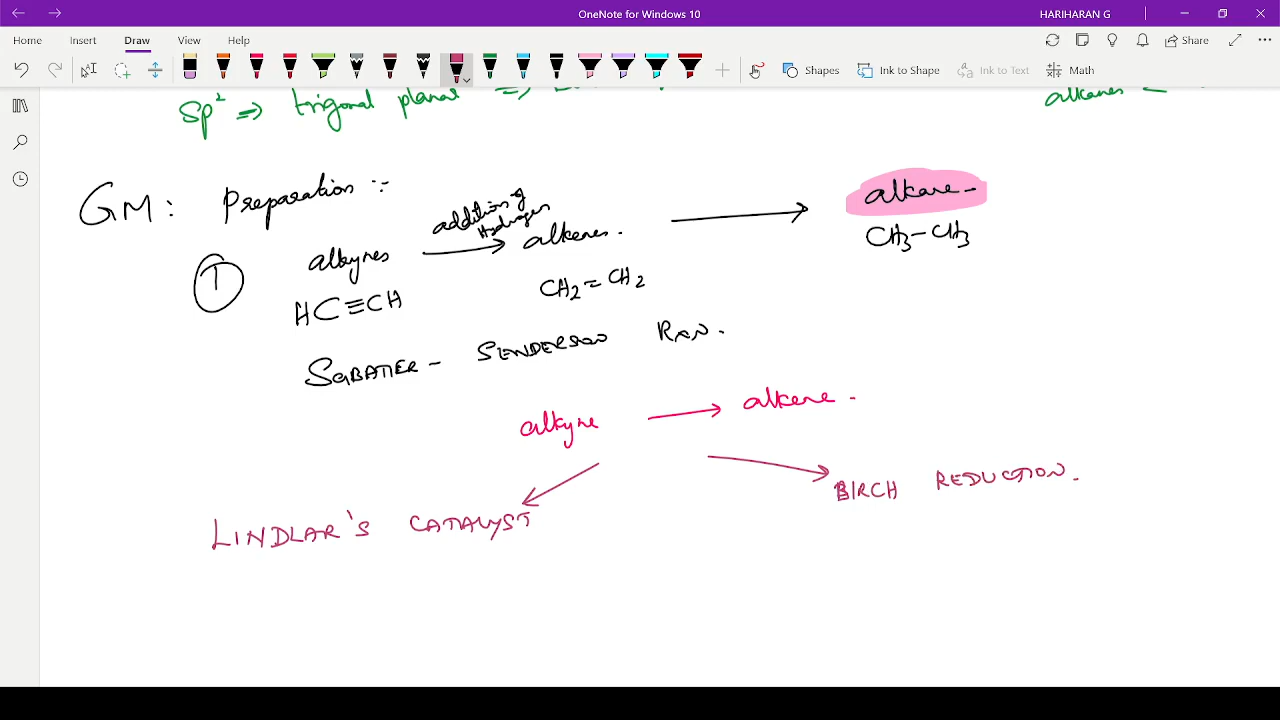 OneNote for Windows 10
HARIHARAN G
Home Insert Draw View Help
Share
Shapes Ink to Shape Ink to Text Math
Sp² ⇒ trigonal planar ⇒
alkanes
GM: Preparation :-
1 alkynes addition of Hydrogen alkenes. alkane -
HC≡CH CH2=CH2 CH3-CH3
SABATIER - SENDERSON RXN.
alkyne → alkene.
LINDLAR'S CATALYST BIRCH REDUCTION.